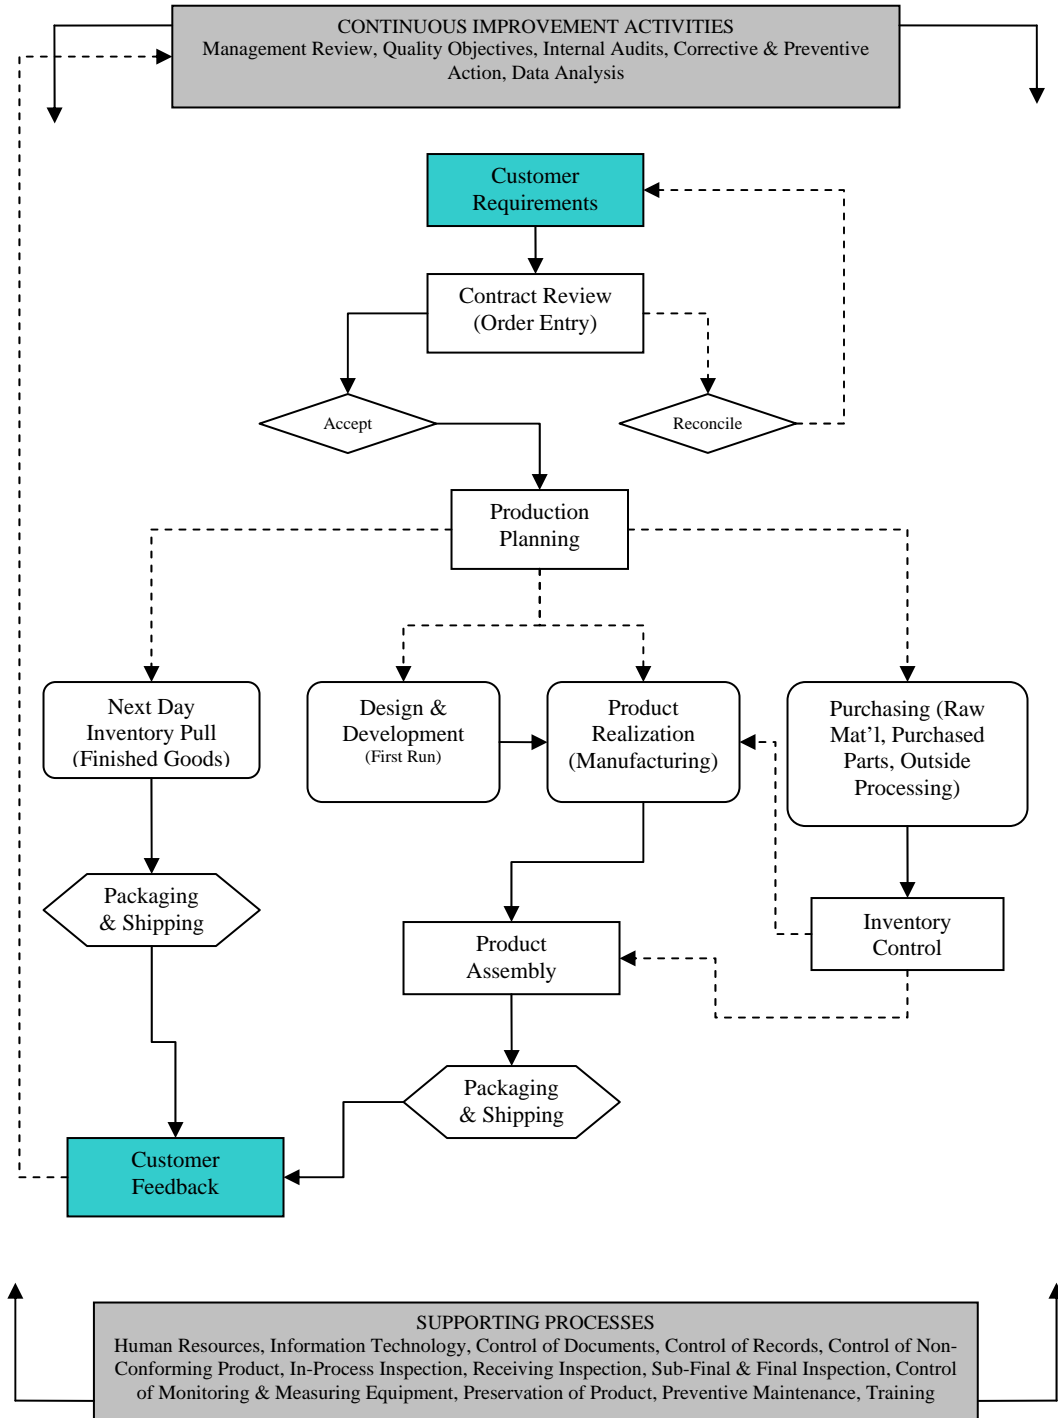 CONTINUOUS IMPROVEMENT ACTIVITIES
Management Review, Quality Objectives, Internal Audits, Corrective & Preventive
Action, Data Analysis
Customer
Requirements
Contract Review
(Order Entry)
Accept
Reconcile
Production
Planning
Next Day
Inventory Pull
(Finished Goods)
Design &
Development
(First Run)
Product
Realization
(Manufacturing)
Purchasing (Raw
Mat’l, Purchased
Parts, Outside
Processing)
Packaging
& Shipping
Inventory
Control
Product
Assembly
Packaging
& Shipping
Customer
Feedback
SUPPORTING PROCESSES
Human Resources, Information Technology, Control of Documents, Control of Records, Control of Non-
Conforming Product, In-Process Inspection, Receiving Inspection, Sub-Final & Final Inspection, Control
of Monitoring & Measuring Equipment, Preservation of Product, Preventive Maintenance, Training